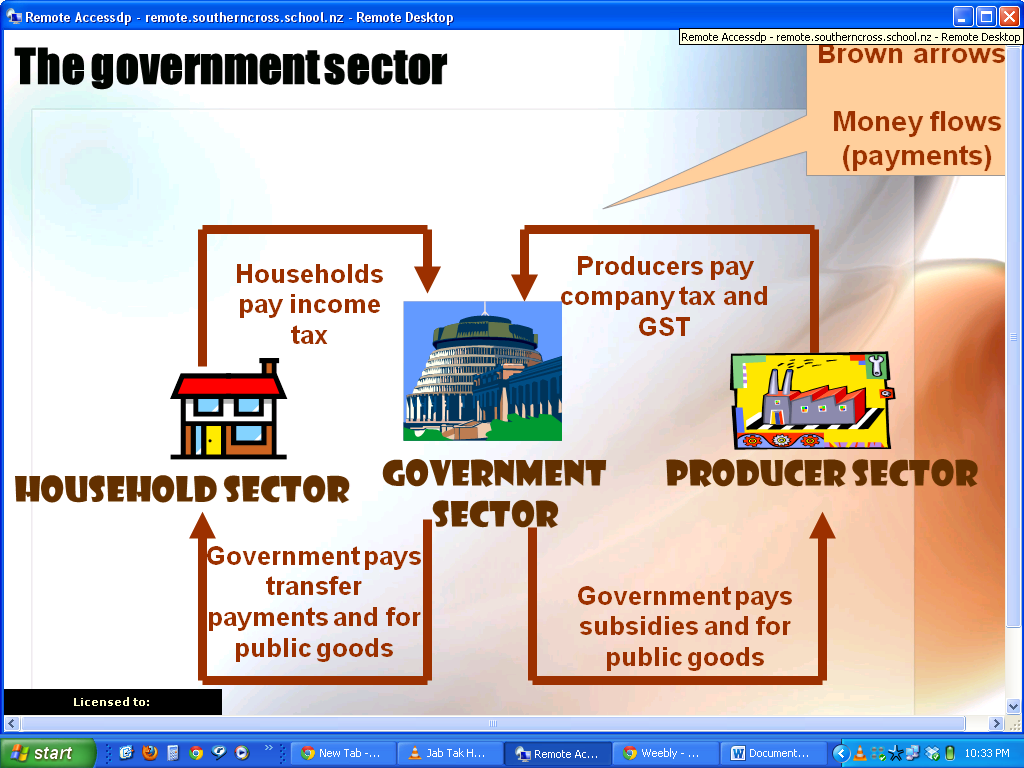 Remote Accessdp - remote.southerncross.school.nz - Remote Desktop
Remote Accessdp - remote.southerncross.school.nz - Remote Desktop
The government sector
Brown arrows
Money flows
(payments)
Households
pay income
tax
Producers pay
company tax and
GST
HOUSEHOLD SECTOR
GOVERNMENT
SECTOR
PRODUCER SECTOR
Government pays
transfer
payments and for
public goods
Government pays
subsidies and for
public goods
Licensed to:
start
New Tab -...
Jab Tak H...
Remote Ac...
Weebly - ...
Document...
10:33 PM